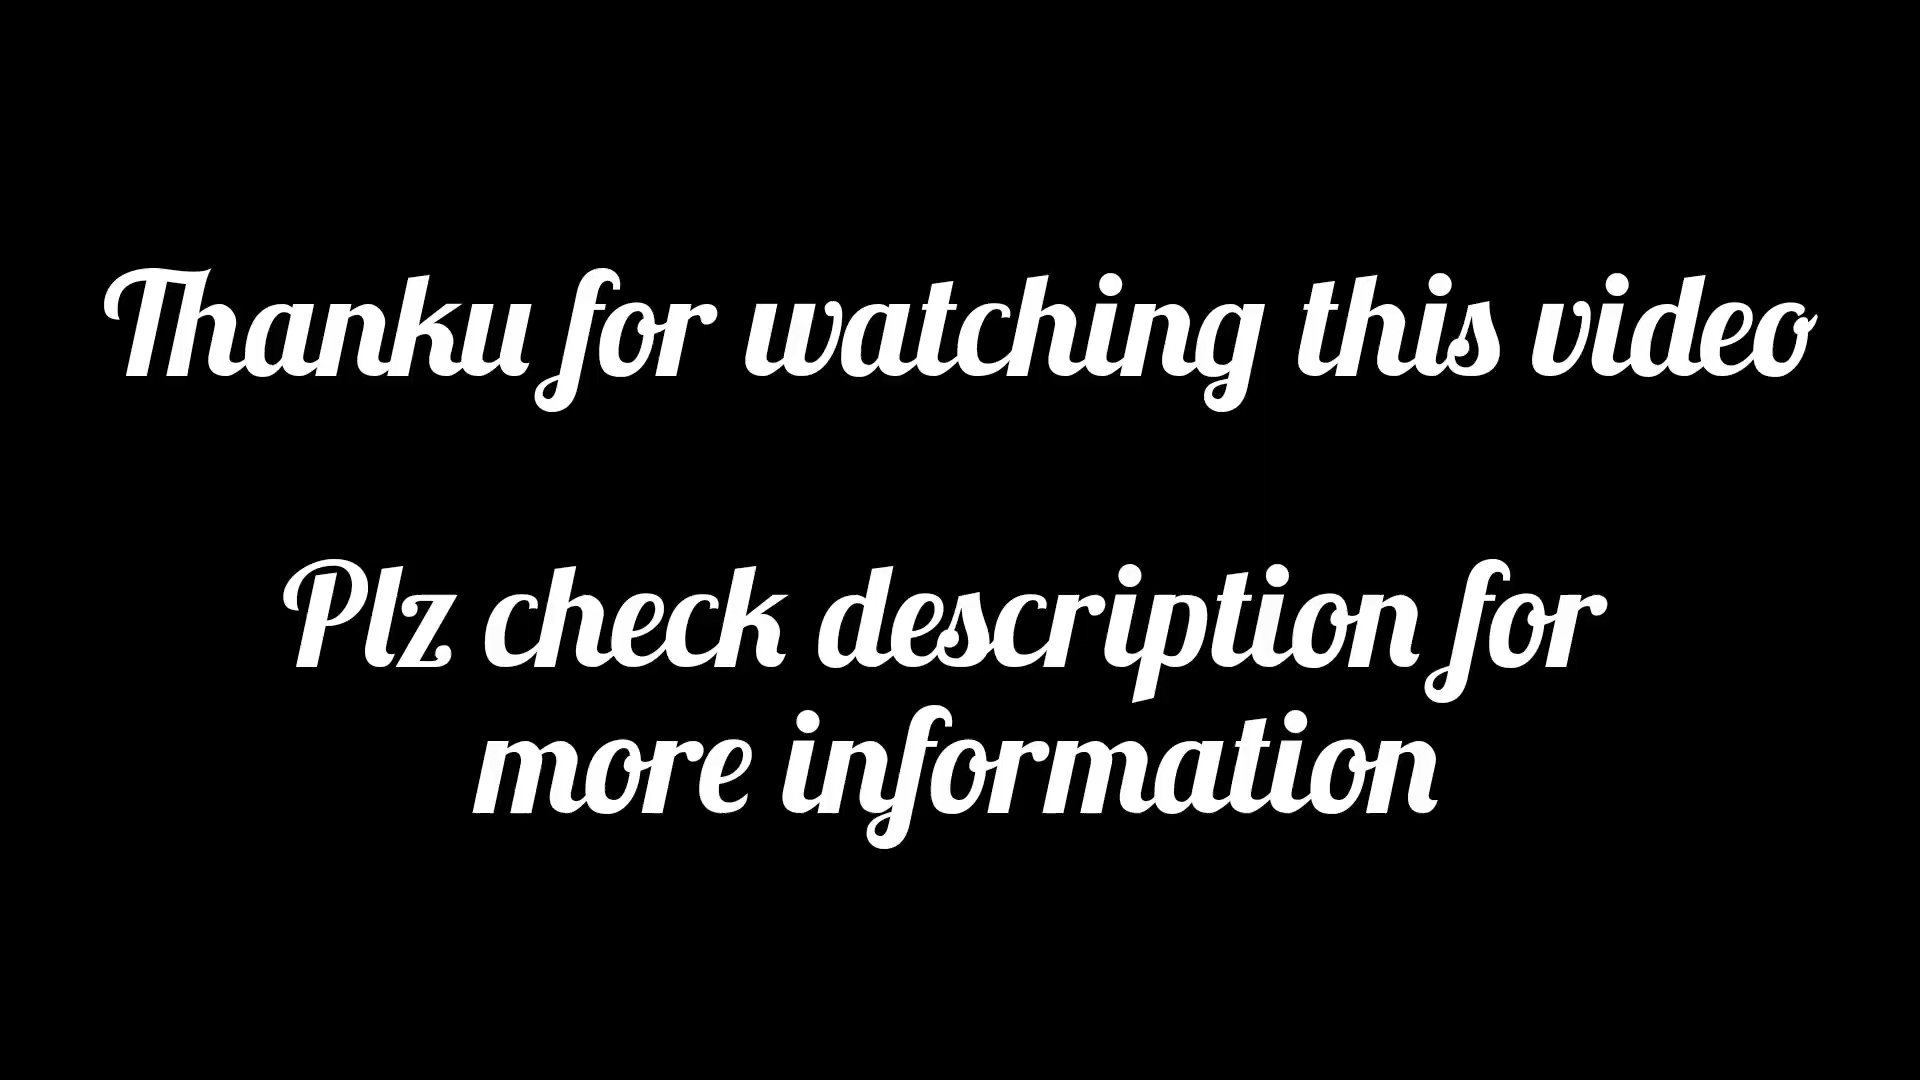 Thanku for watching this video
Plz check description for
more information